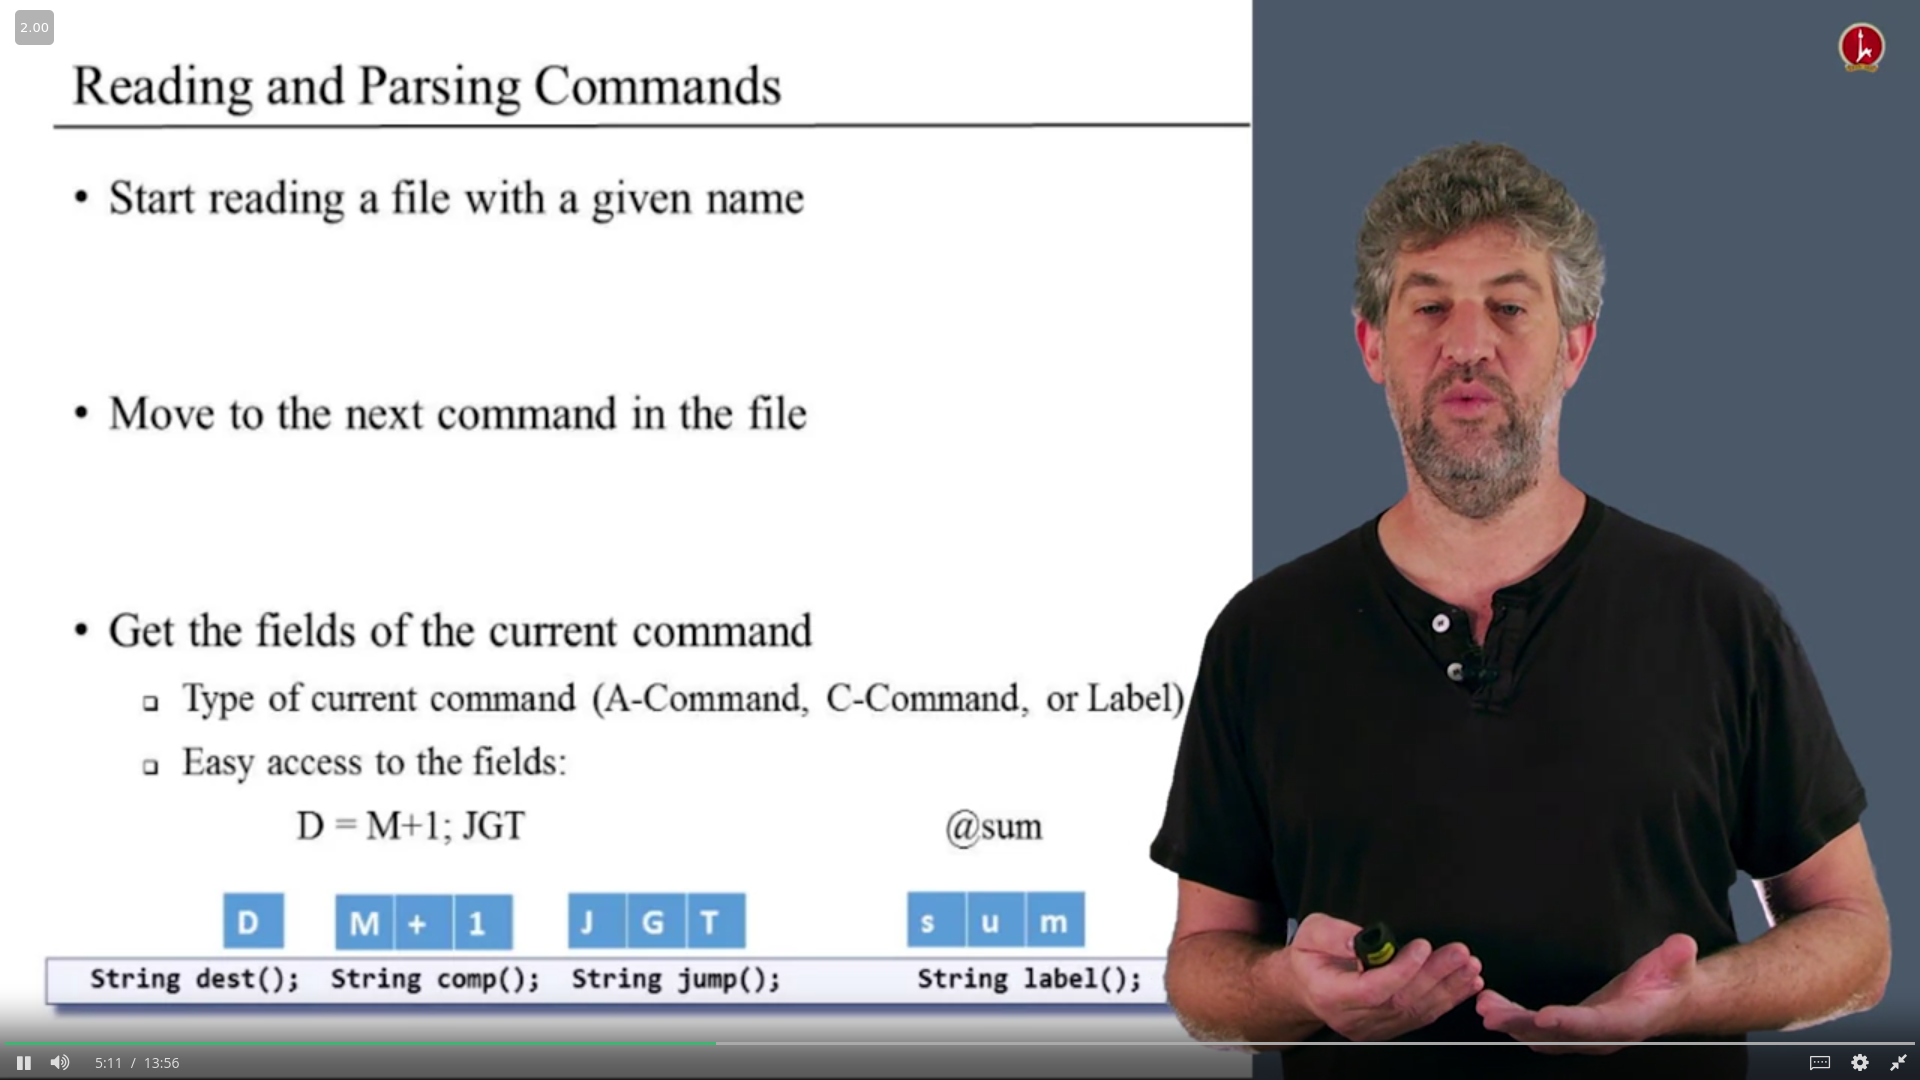 2.00
Reading and Parsing Commands
• Start reading a file with a given name
• Move to the next command in the file
• Get the fields of the current command
❑ Type of current command (A-Command, C-Command, or Label)
❑ Easy access to the fields:
D = M+1; JGT @sum
D M + 1 J G T s u m
String dest(); String comp(); String jump(); String label();
5:11 / 13:56